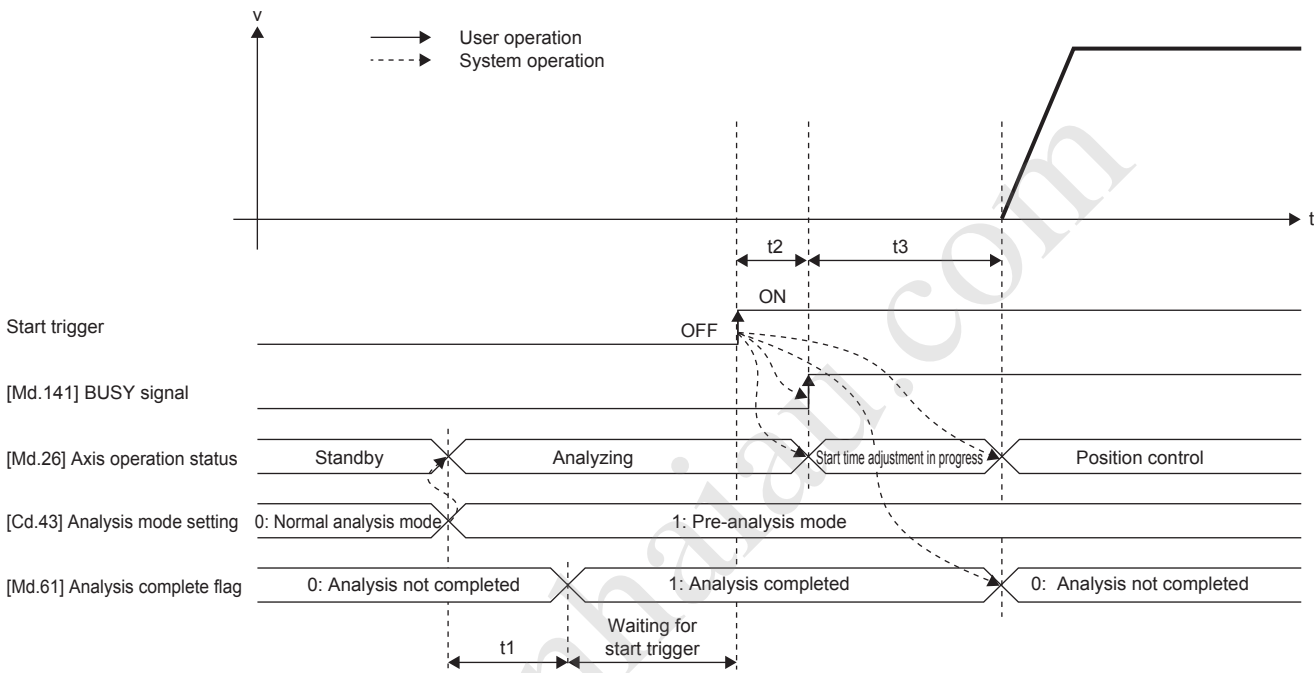 v
User operation
System operation
t
t2
t3
ON
Start trigger
OFF
[Md.141] BUSY signal
[Md.26] Axis operation status
Standby
Analyzing
Start time adjustment in progress
Position control
[Cd.43] Analysis mode setting
0: Normal analysis mode
1: Pre-analysis mode
[Md.61] Analysis complete flag
0: Analysis not completed
1: Analysis completed
0: Analysis not completed
t1
Waiting for
start trigger